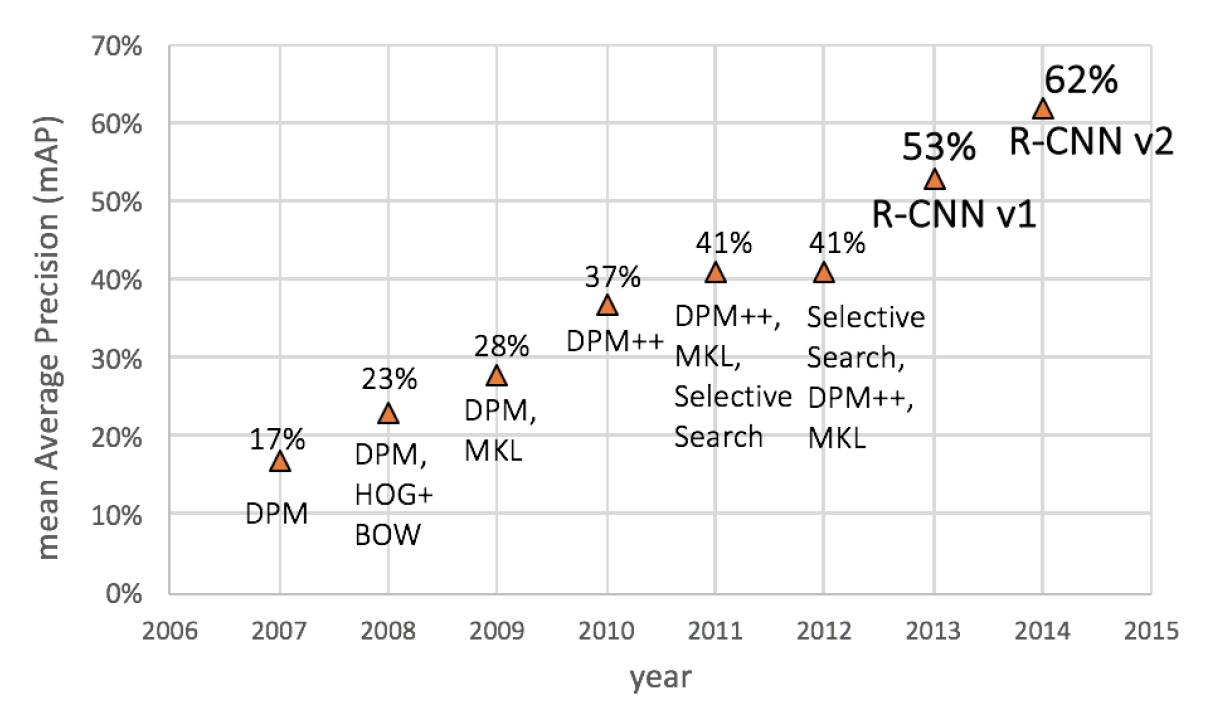 70%
60%
50%
40%
30%
20%
10%
0%
mean Average Precision (mAP)
17%
DPM
23%
DPM,
HOG+
BOW
28%
DPM,
MKL
37%
DPM++
41%
DPM++,
MKL,
Selective
Search
41%
Selective
Search,
DPM++,
MKL
53%
R-CNN v1
62%
R-CNN v2
2006 2007 2008 2009 2010 2011 2012 2013 2014 2015
year